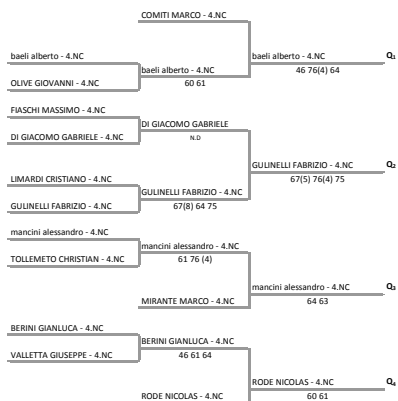 COMITI MARCO - 4.NC
baeli alberto - 4.NC
baeli alberto - 4.NC Q1
baeli alberto - 4.NC
46 76(4) 64
OLIVE GIOVANNI - 4.NC
60 61
FIASCHI MASSIMO - 4.NC
DI GIACOMO GABRIELE
DI GIACOMO GABRIELE - 4.NC
N.D
GULINELLI FABRIZIO - 4.NC Q2
67(5) 76(4) 75
LIMARDI CRISTIANO - 4.NC
GULINELLI FABRIZIO - 4.NC
GULINELLI FABRIZIO - 4.NC
67(8) 64 75
mancini alessandro - 4.NC
mancini alessandro - 4.NC
TOLLEMETO CHRISTIAN - 4.NC
61 76 (4)
mancini alessandro - 4.NC Q3
MIRANTE MARCO - 4.NC
64 63
BERINI GIANLUCA - 4.NC
BERINI GIANLUCA - 4.NC
VALLETTA GIUSEPPE - 4.NC
46 61 64
RODE NICOLAS - 4.NC Q4
RODE NICOLAS - 4.NC
60 61